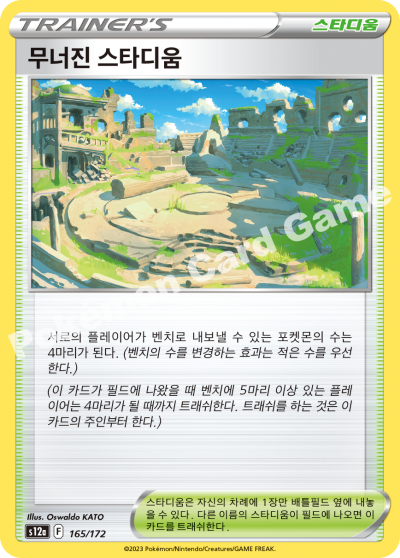 TRAINER'S 스타디움
무너진 스타디움
Pokémon Card Game
서로의 플레이어가 벤치로 내보낼 수 있는 포켓몬의 수는
4마리가 된다. (벤치의 수를 변경하는 효과는 적은 수를 우선
한다.)
(이 카드가 필드에 나왔을 때 벤치에 5마리 이상 있는 플레
이어는 4마리가 될 때까지 트래쉬한다. 트래쉬를 하는 것은 이
카드의 주인부터 한다.)
Illus. Oswaldo KATO
s12a F 165/172
스타디움은 자신의 차례에 1장만 배틀필드 옆에 내놓
을 수 있다. 다른 이름의 스타디움이 필드에 나오면 이
카드를 트래쉬한다.
©2023 Pokémon/Nintendo/Creatures/GAME FREAK.